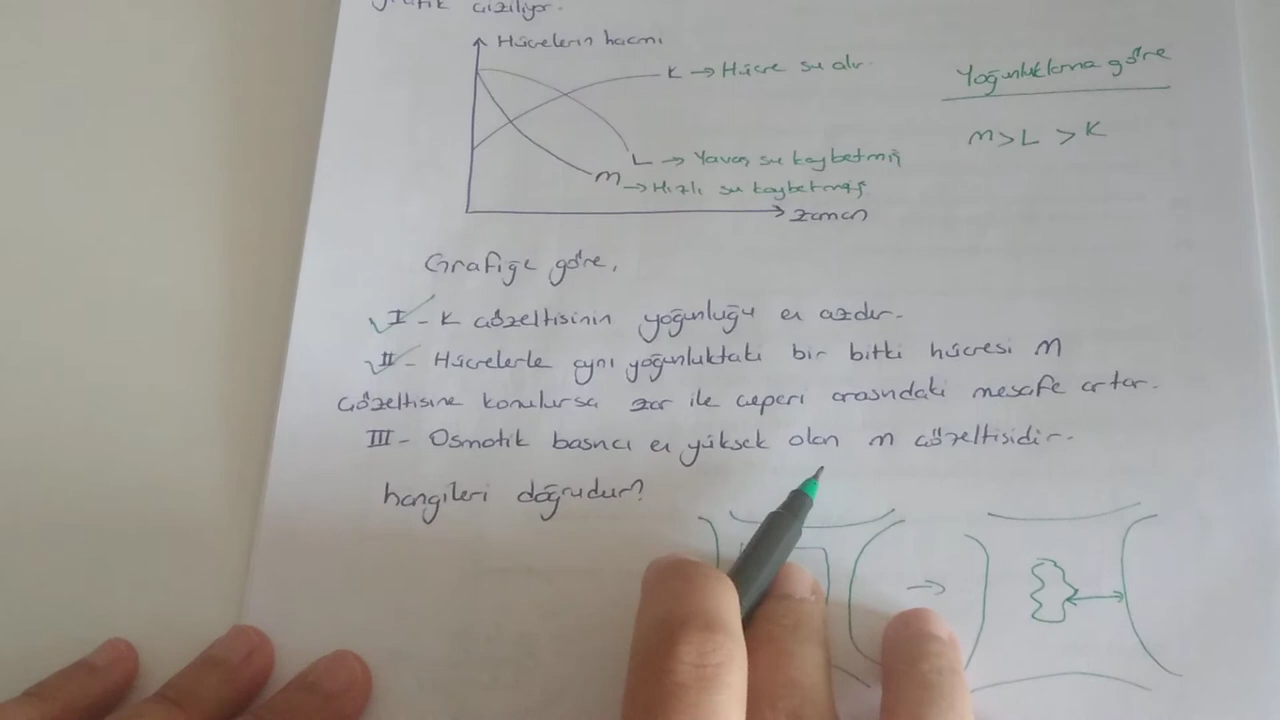 grafik çiziliyor.
Hücrelerin hacmi
K → Hücre su alır.
L → Yavaş su kaybetmiş
M → Hızlı su kaybetmiş
zaman
Yoğunluklarına göre
M > L > K
Grafiğe göre,
I - K çözeltisinin yoğunluğu en azdır.
II - Hücrelerle aynı yoğunluktaki bir bitki hücresi M
çözeltisine konulursa zar ile çeperi arasındaki mesafe artar.
III - Osmotik basıncı en yüksek olan M çözeltisidir.
hangileri doğrudur?